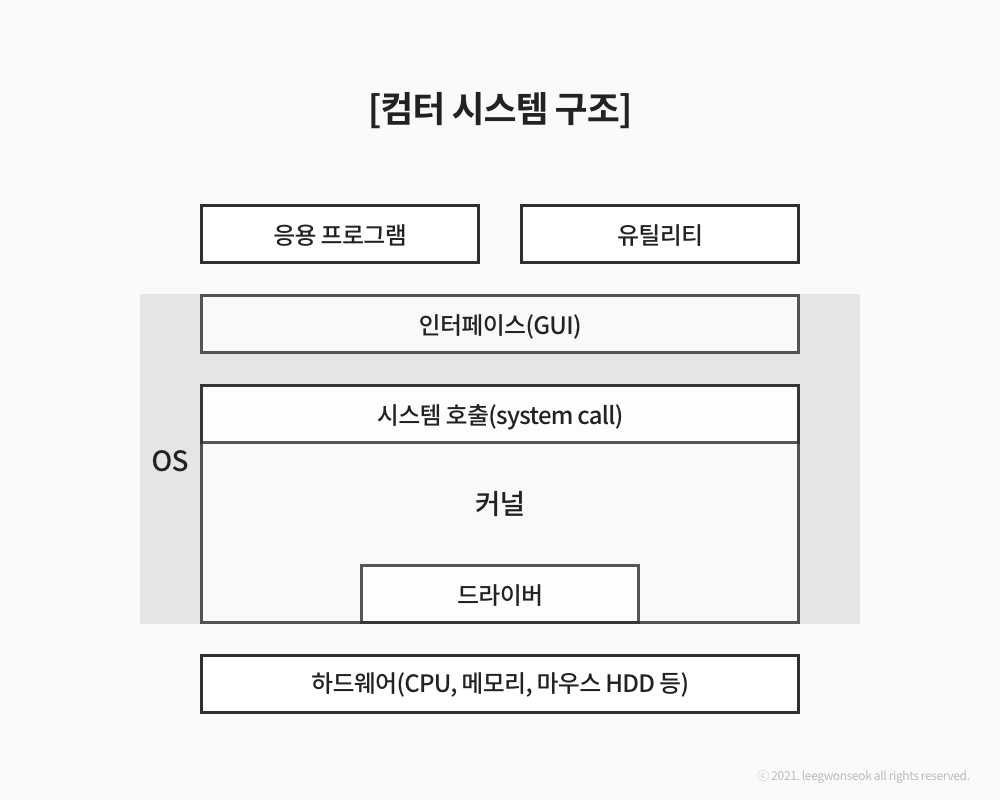 [컴터 시스템 구조]
응용 프로그램
유틸리티
인터페이스(GUI)
시스템 호출(system call)
OS
커널
드라이버
하드웨어(CPU, 메모리, 마우스 HDD 등)
ⓒ 2021. leegwonseok all rights reserved.